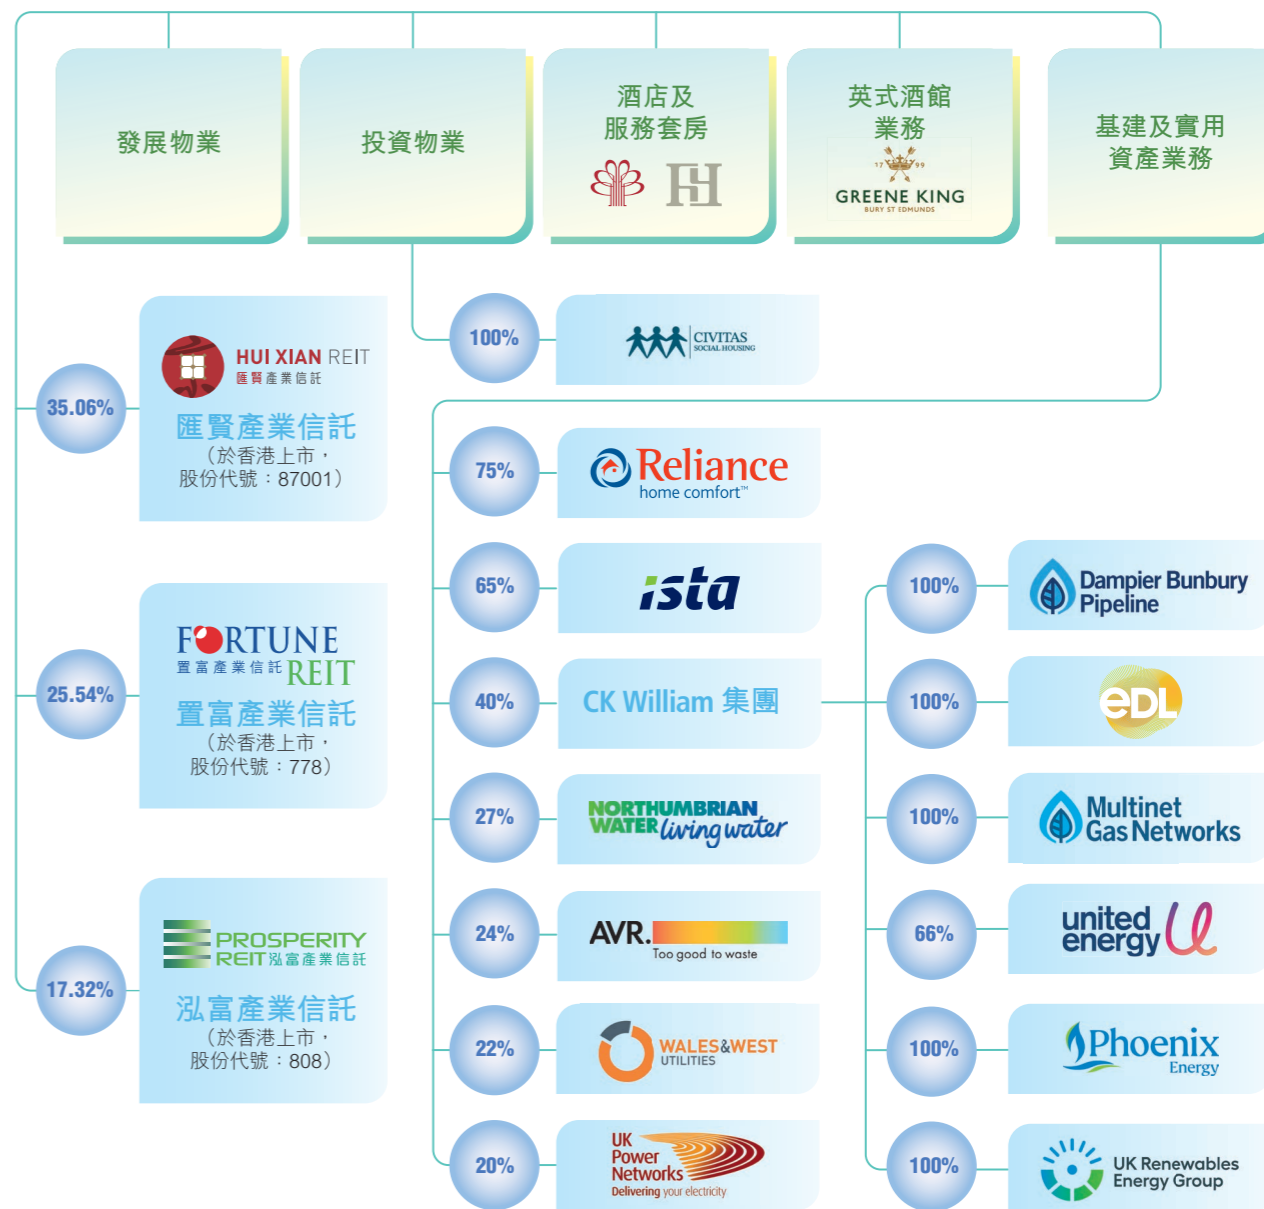 發展物業
投資物業
酒店及
服務套房
英式酒館
業務
17 99
GREENE KING
BURY ST EDMUNDS
基建及實用
資產業務
35.06%
HUI XIAN REIT
匯賢產業信託
匯賢產業信託
（於香港上市，
股份代號：87001）
25.54%
FORTUNE
置富產業信託 REIT
置富產業信託
（於香港上市，
股份代號：778）
17.32%
PROSPERITY
REIT 泓富產業信託
泓富產業信託
（於香港上市，
股份代號：808）
100%
CIVITAS
SOCIAL HOUSING
75%
Reliance
home comfort™
65%
ista
40%
CK William 集團
27%
NORTHUMBRIAN
WATER living water
24%
AVR.
Too good to waste
22%
WALES&WEST
UTILITIES
20%
UK
Power
Networks
Delivering your electricity
100%
Dampier Bunbury
Pipeline
100%
eDL
100%
Multinet
Gas Networks
66%
united
energy
100%
Phoenix
Energy
100%
UK Renewables
Energy Group